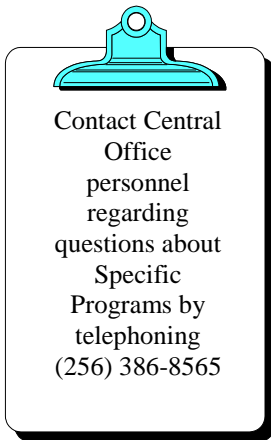 Contact Central
Office
personnel
regarding
questions about
Specific
Programs by
telephoning
(256) 386-8565